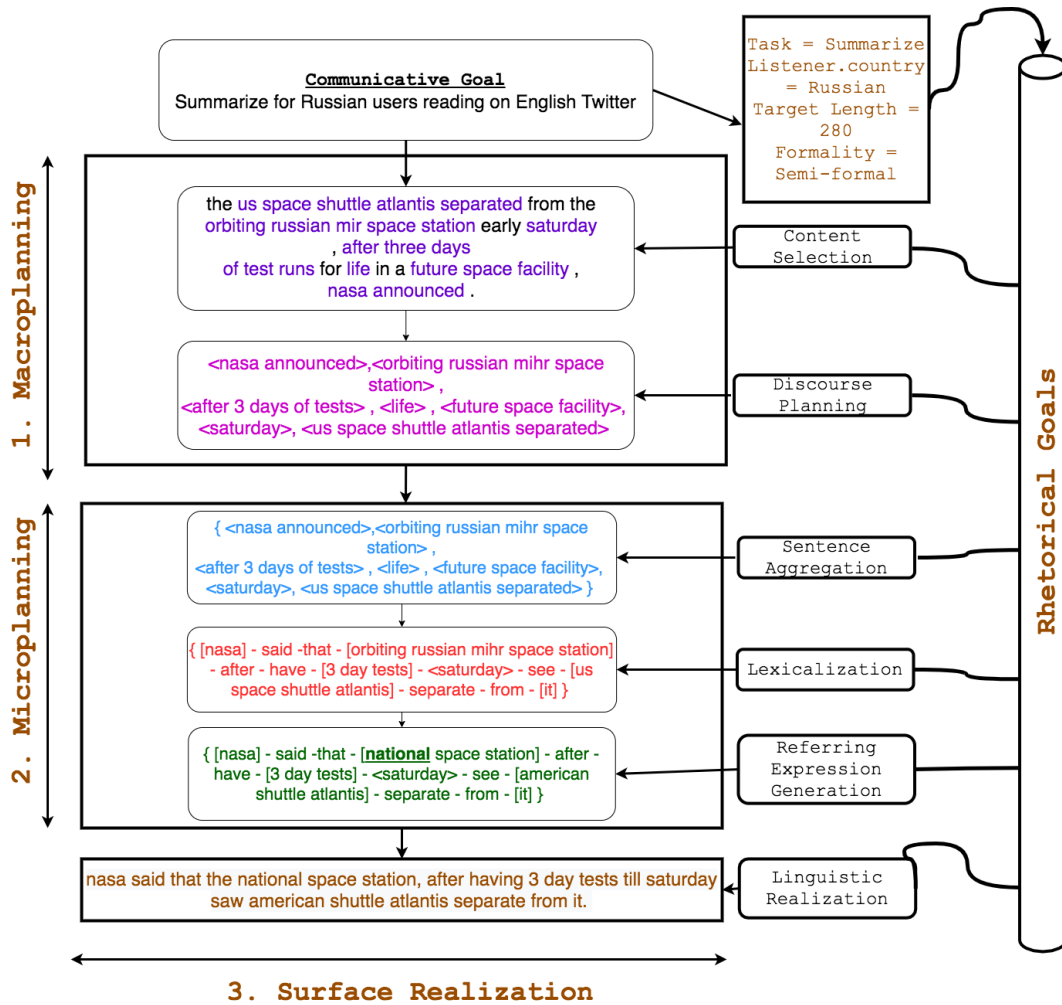 Communicative Goal
Summarize for Russian users reading on English Twitter
Task = Summarize
Listener.country
= Russian
Target Length =
280
Formality =
Semi-formal
1. Macroplanning
the us space shuttle atlantis separated from the
orbiting russian mir space station early saturday
, after three days
of test runs for life in a future space facility ,
nasa announced .
Content
Selection
<nasa announced>,<orbiting russian mihr space
station> ,
<after 3 days of tests> , <life> , <future space facility>,
<saturday>, <us space shuttle atlantis separated>
Discourse
Planning
Rhetorical Goals
2. Microplanning
{ <nasa announced>,<orbiting russian mihr space
station> ,
<after 3 days of tests> , <life> , <future space facility>,
<saturday>, <us space shuttle atlantis separated> }
Sentence
Aggregation
{ [nasa] - said -that - [orbiting russian mihr space station]
- after - have - [3 day tests] - <saturday> - see - [us
space shuttle atlantis] - separate - from - [it] }
Lexicalization
{ [nasa] - said -that - [national space station] - after -
have - [3 day tests] - <saturday> - see - [american
shuttle atlantis] - separate - from - [it] }
Referring
Expression
Generation
nasa said that the national space station, after having 3 day tests till saturday
saw american shuttle atlantis separate from it.
Linguistic
Realization
3. Surface Realization